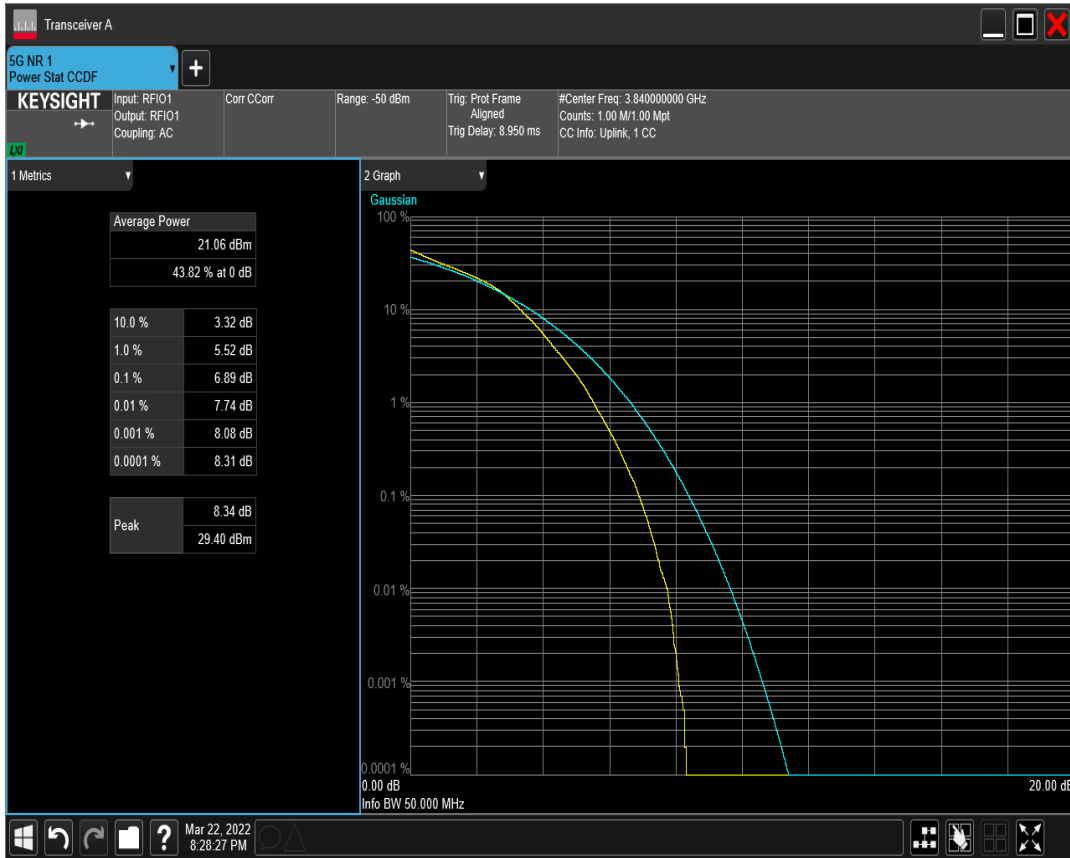 Transceiver A
5G NR 1
Power Stat CCDF
KEYSIGHT
LXI
Input: RFIO1
Output: RFIO1
Coupling: AC
Corr CCorr
Range: -50 dBm
Trig: Prot Frame
Aligned
Trig Delay: 8.950 ms
#Center Freq: 3.840000000 GHz
Counts: 1.00 M/1.00 Mpt
CC Info: Uplink, 1 CC
1 Metrics
Average Power
21.06 dBm
43.82 % at 0 dB
10.0 % 3.32 dB
1.0 % 5.52 dB
0.1 % 6.89 dB
0.01 % 7.74 dB
0.001 % 8.08 dB
0.0001 % 8.31 dB
Peak
8.34 dB
29.40 dBm
2 Graph
Gaussian
100 %
10 %
1 %
0.1 %
0.01 %
0.001 %
0.0001 %
0.00 dB 20.00 dB
Info BW 50.000 MHz
?
Mar 22, 2022
8:28:27 PM